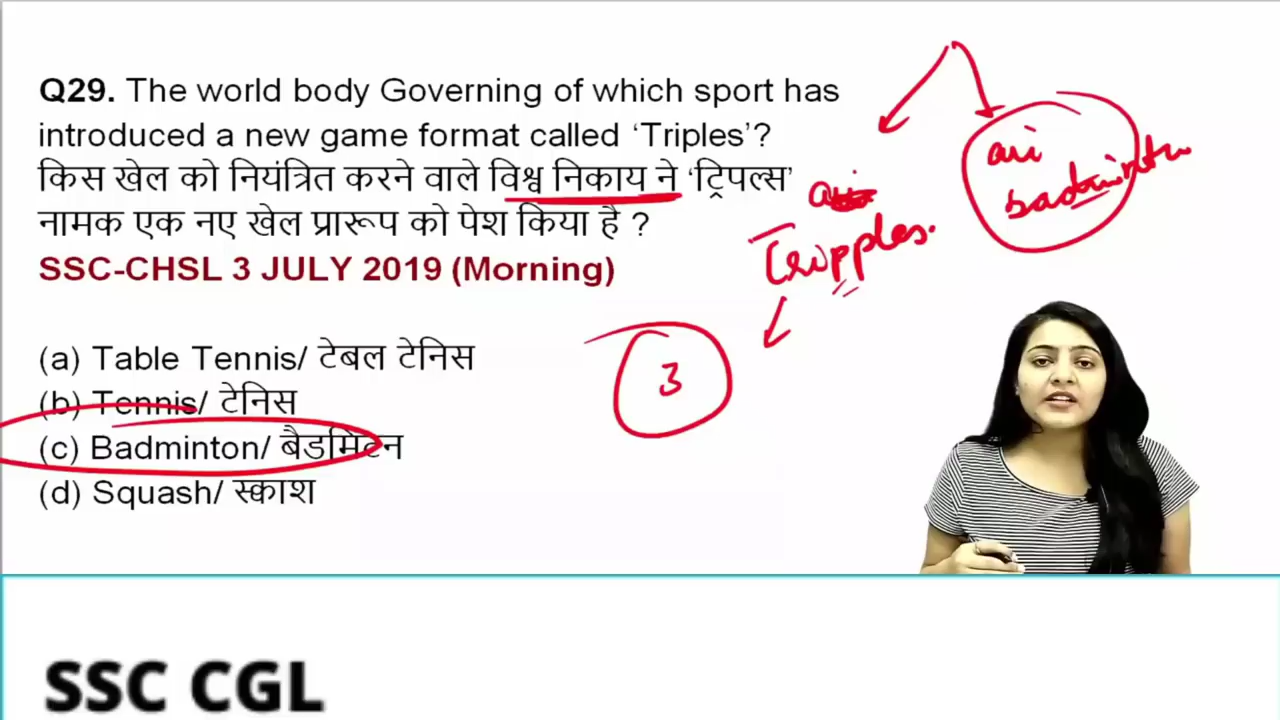 Q29. The world body Governing of which sport has
introduced a new game format called ‘Triples’?
किस खेल को नियंत्रित करने वाले विश्व निकाय ने ‘ट्रिपल्स’
नामक एक नए खेल प्रारूप को पेश किया है ?
SSC-CHSL 3 JULY 2019 (Morning)
(a) Table Tennis/ टेबल टेनिस
(b) Tennis/ टेनिस
(c) Badminton/ बैडमिंटन
(d) Squash/ स्क्वाश
3
SSC CGL